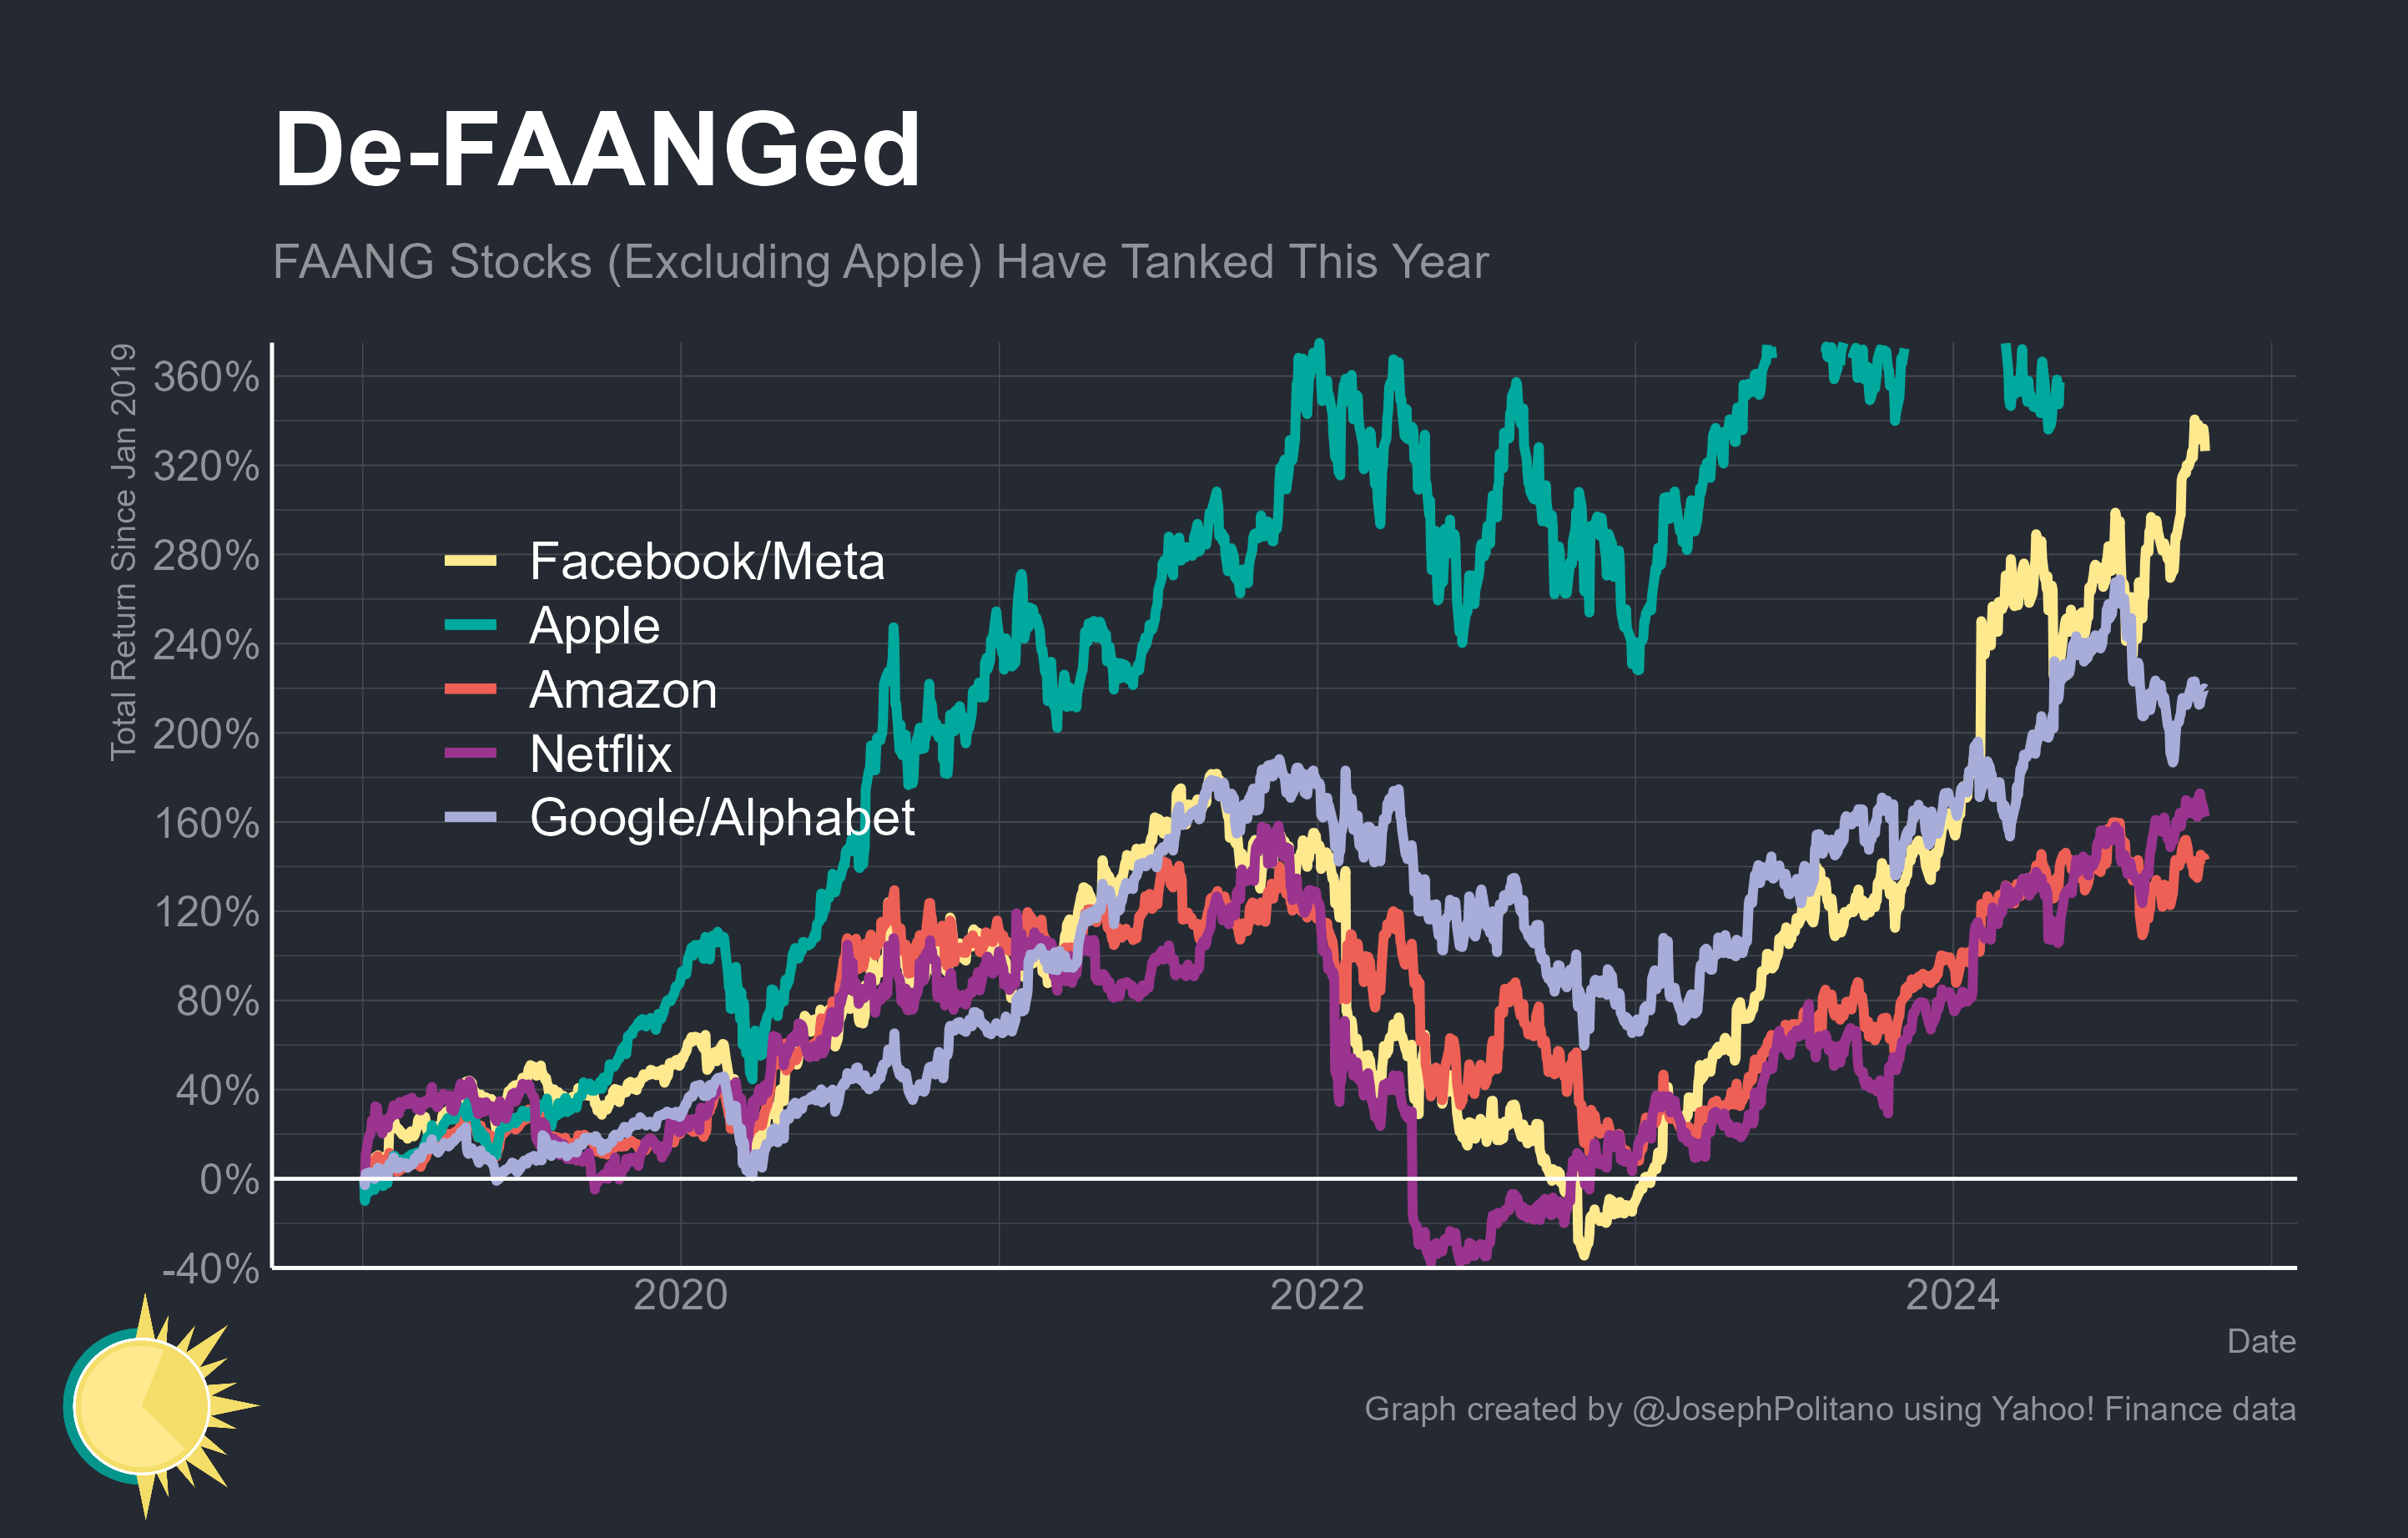 De-FAANGed
FAANG Stocks (Excluding Apple) Have Tanked This Year
Total Return Since Jan 2019
360%
320%
280%
240%
200%
160%
120%
80%
40%
0%
-40%
Facebook/Meta
Apple
Amazon
Netflix
Google/Alphabet
2020
2022
2024
Date
Graph created by @JosephPolitano using Yahoo! Finance data